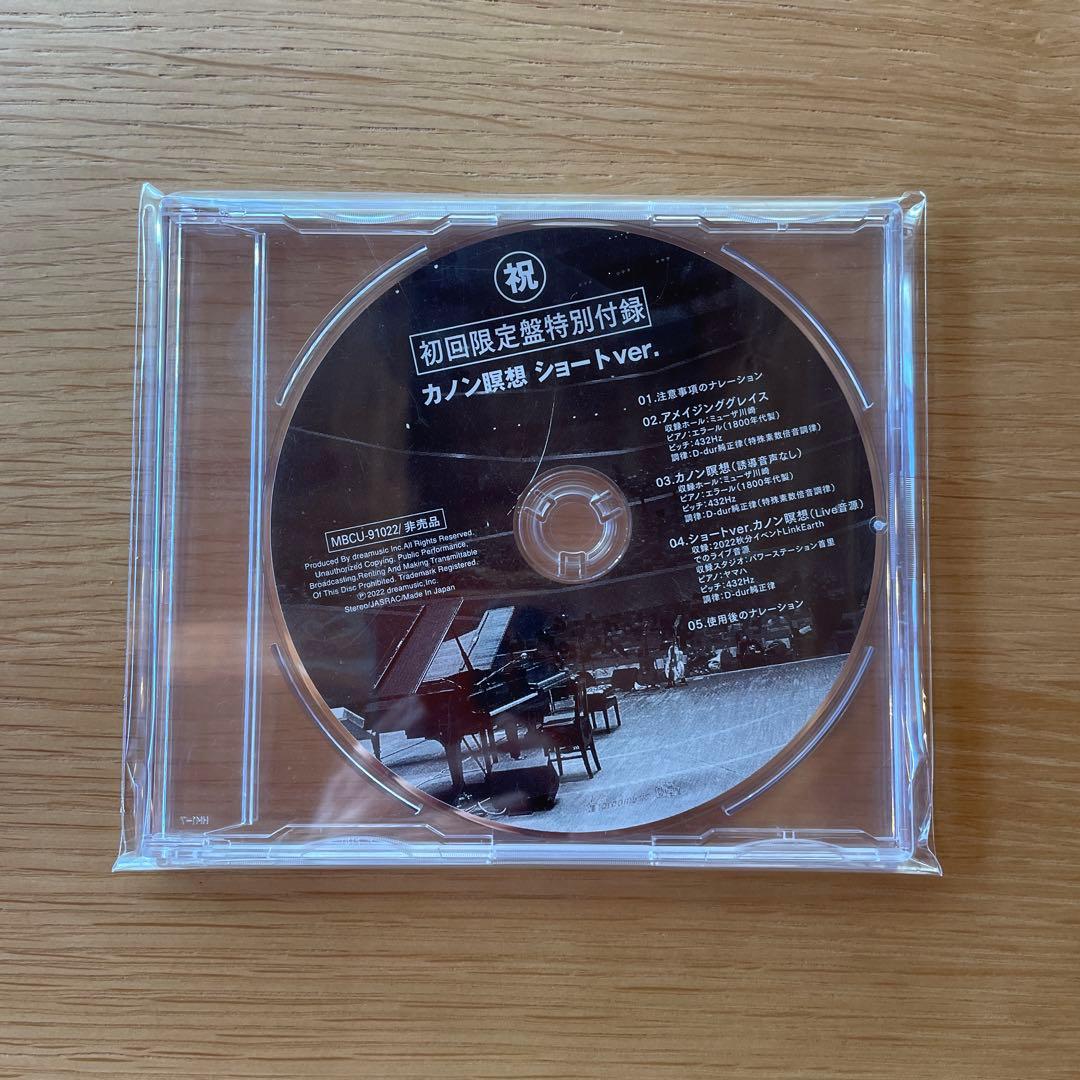 祝
初回限定盤特別付録
カノン瞑想 ショートver.
01.注意事項のナレーション
02.アメイジンググレイス
収録ホール:ミューザ川崎
ピアノ:エラール(1800年代製)
ピッチ:432Hz
調律:D-dur純正律(特殊素数倍音調律)
03.カノン瞑想(誘導音声なし)
収録ホール:ミューザ川崎
ピアノ:エラール(1800年代製)
ピッチ:432Hz
調律:D-dur純正律(特殊素数倍音調律)
04.ショートver.カノン瞑想(Live音源)
収録:2022秋分イベントLinkEarth
でのライブ音源
収録スタジオ:パワーステーション首里
ピアノ:ヤマハ
ピッチ:432Hz
調律:D-dur純正律
05.使用後のナレーション
MBCU-91022/非売品
Produced By dreamusic Inc.All Rights Reserved.
Unauthorized Copying. Public Performance,
Broadcasting,Renting And Making Transmittable
Of This Disc Prohibited. Trademark Registered.
Ⓟ2022 dreamusic,Inc.
Stereo/JASRAC/Made In Japan
dreamusic
HK1-7